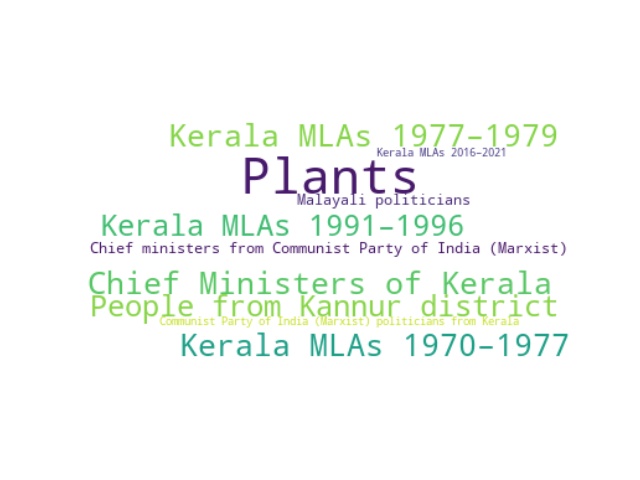 Kerala MLAs 1977–1979
Kerala MLAs 2016–2021
Plants
Malayali politicians
Kerala MLAs 1991–1996
Chief ministers from Communist Party of India (Marxist)
Chief Ministers of Kerala
People from Kannur district
Communist Party of India (Marxist) politicians from Kerala
Kerala MLAs 1970–1977